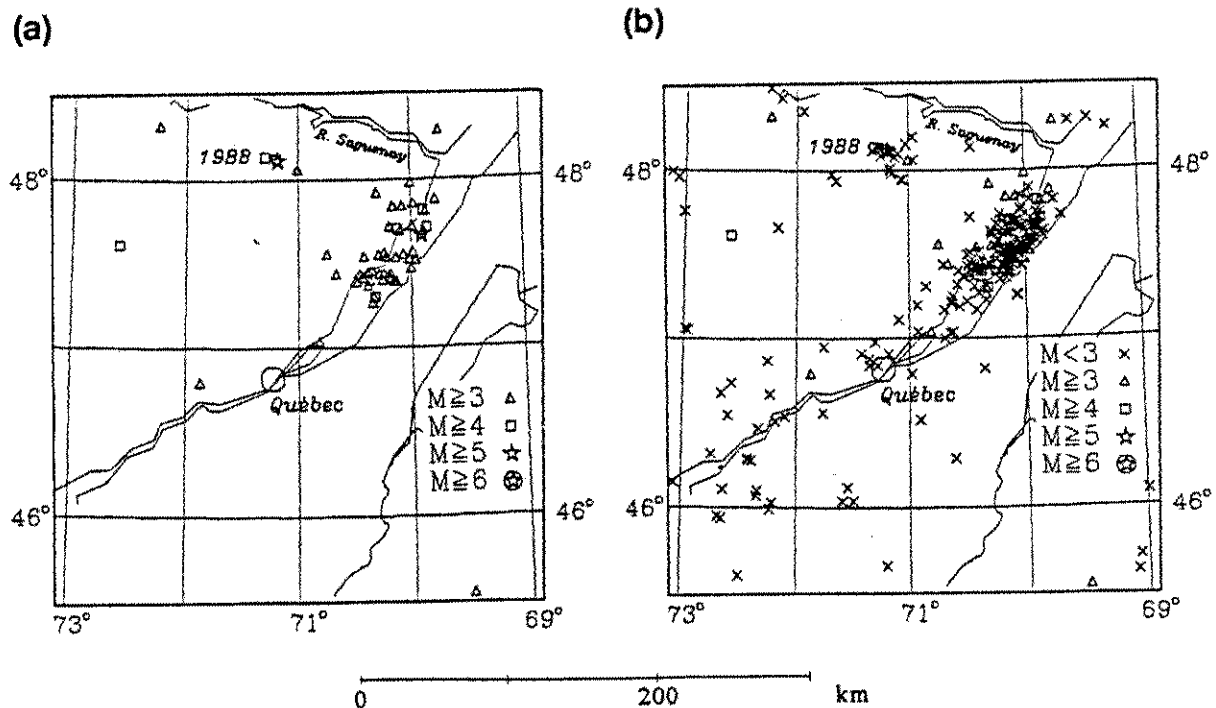 (a)
R. Saguenay
1988
48°
48°
Québec
M≧3
M≧4
M≧5
M≧6
46°
46°
73°
71°
69°
(b)
R. Saguenay
1988
48°
48°
Québec
M<3
M≧3
M≧4
M≧5
M≧6
46°
46°
73°
71°
69°
0 200 km